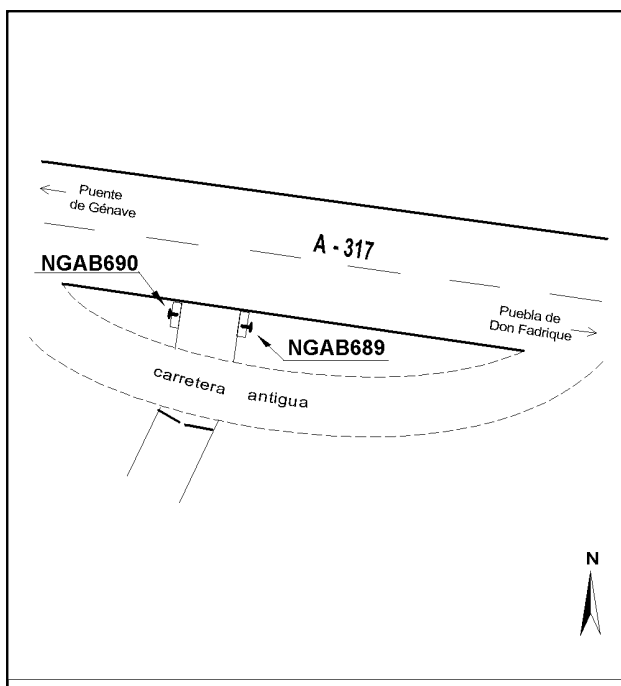 Puente
de Génave
A - 317
NGAB690
Puebla de
Don Fadrique
NGAB689
carretera antigua
N